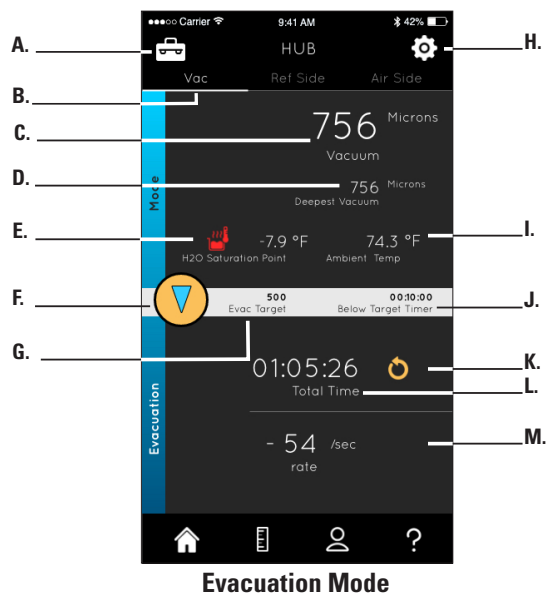 ●●●○○ Carrier 9:41 AM 42%
A. HUB H.
Vac Ref Side Air Side
B.
C. 756 Microns
Vacuum
D. 756 Microns
Deepest Vacuum
Mode
E. -7.9 °F 74.3 °F I.
H2O Saturation Point Ambient Temp
F. 500 00:10:00
Evac Target Below Target Timer J.
G.
01:05:26 K.
Total Time L.
Evacuation
- 54 /sec M.
rate
?
Evacuation Mode